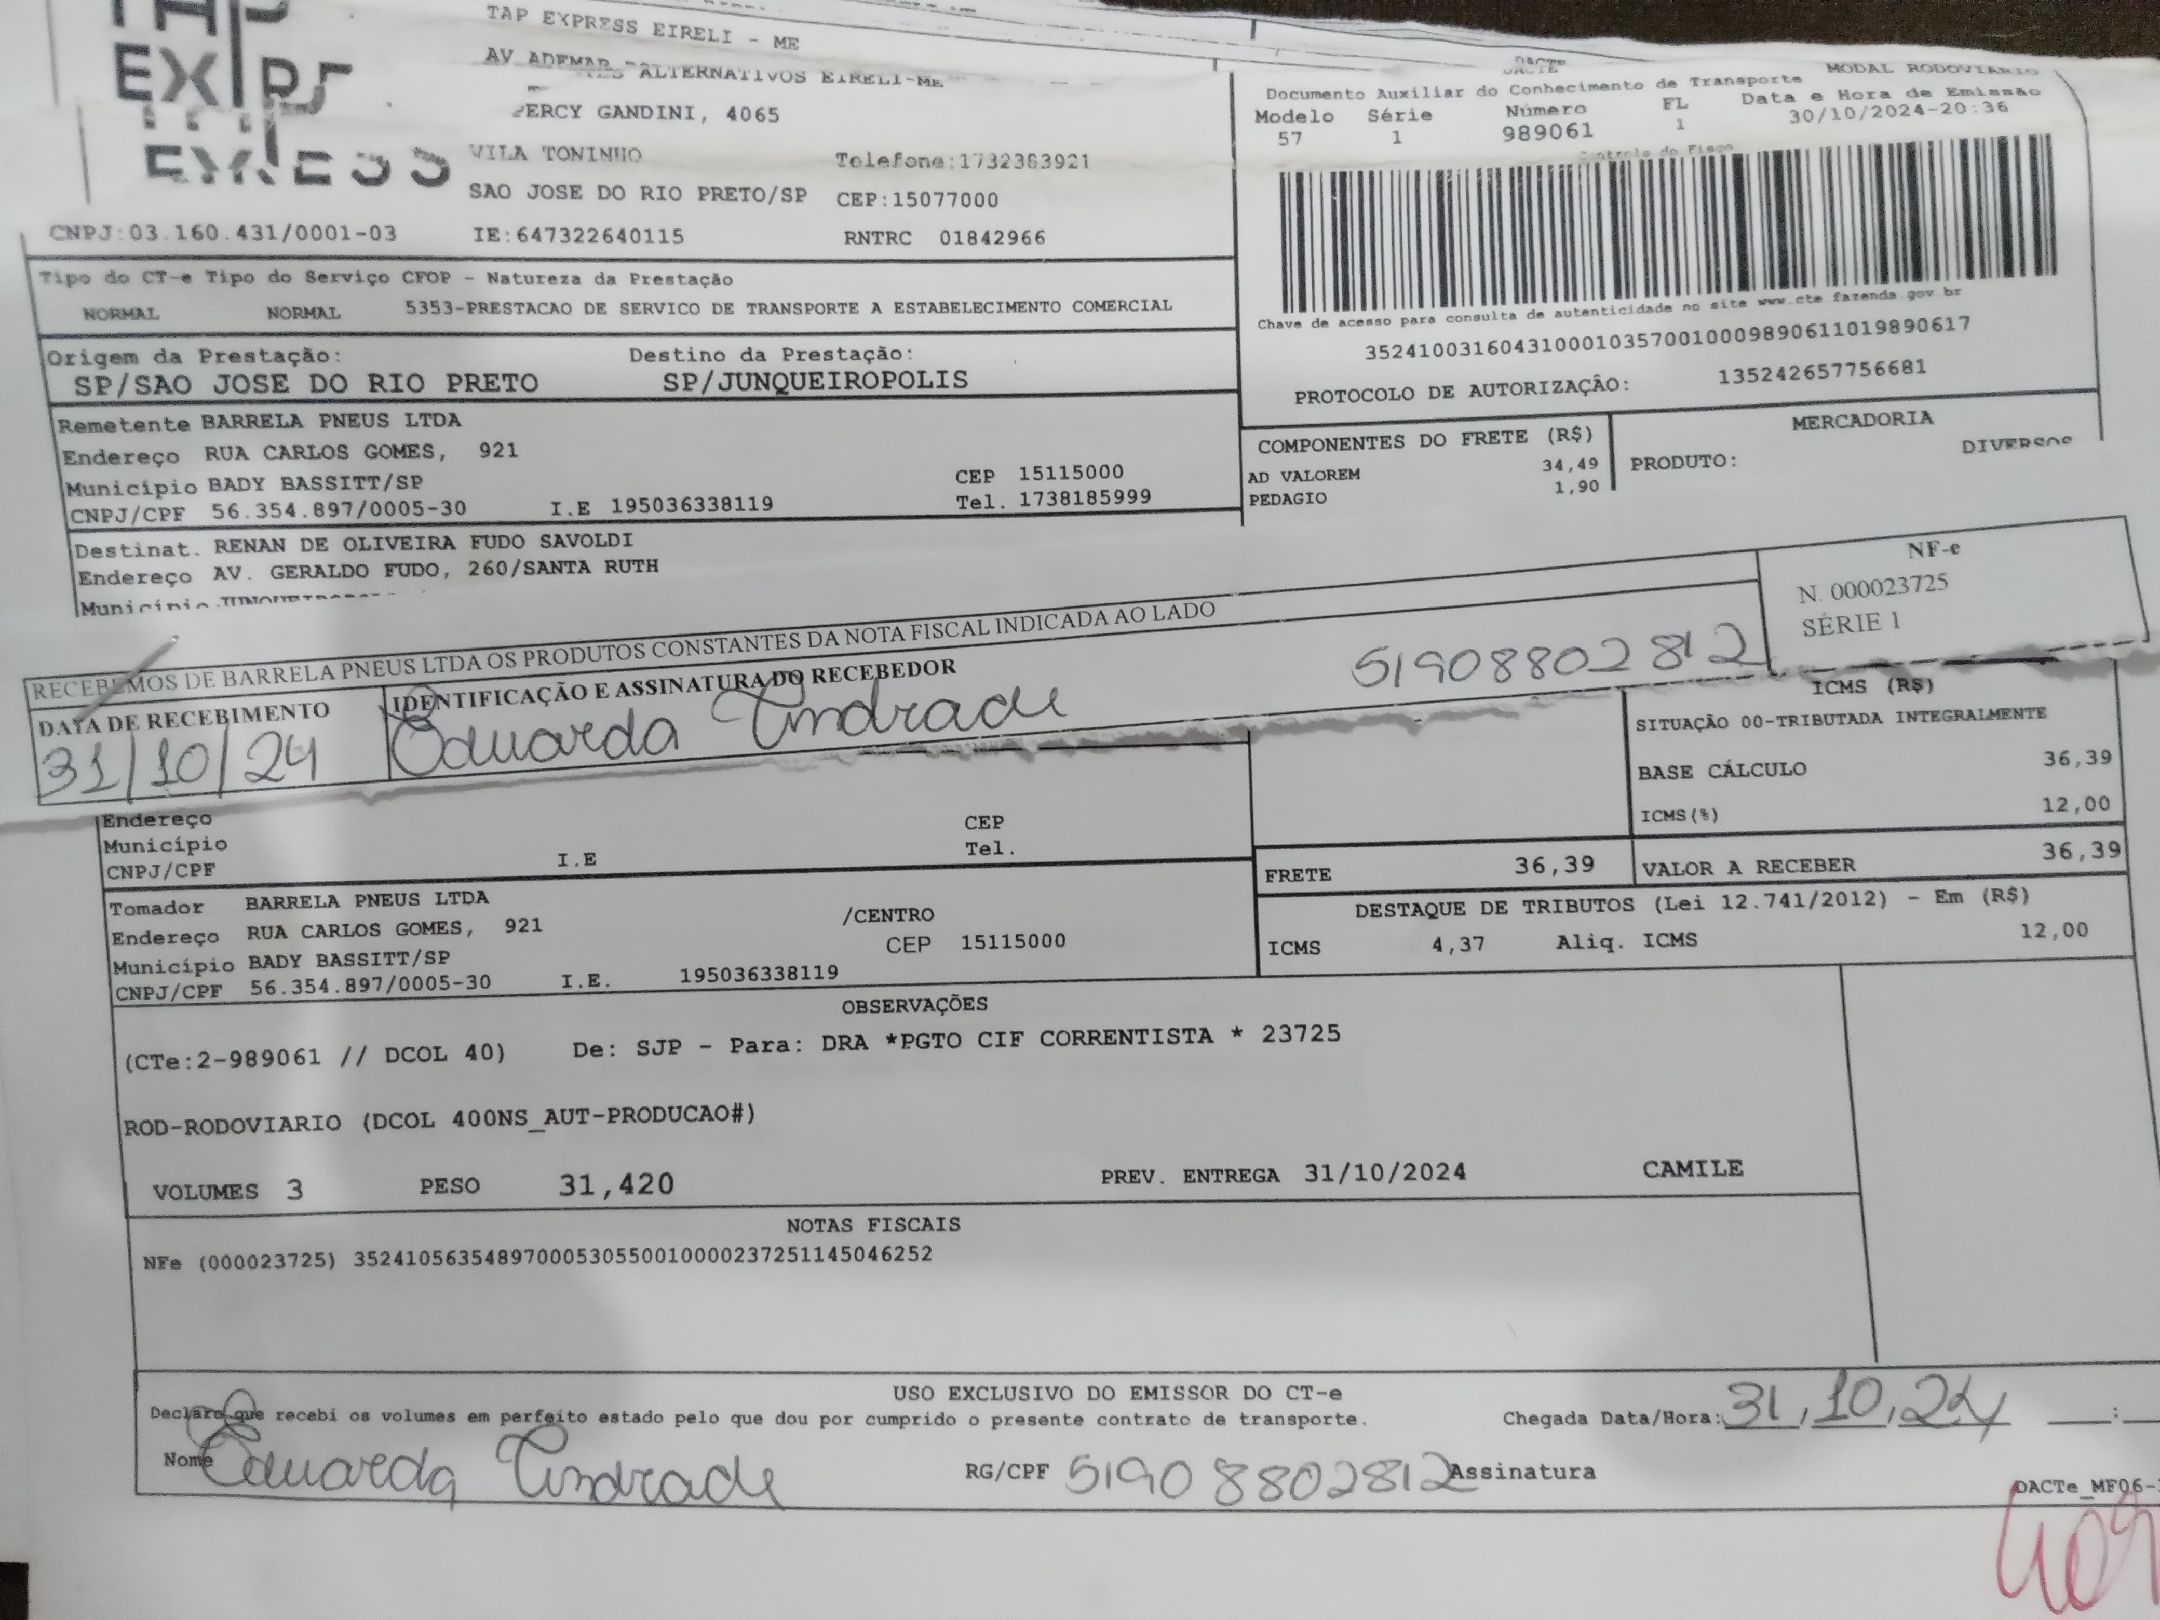 TAP EXPRESS EIRELI - ME
AV ADEMAR
ALTERNATIVOS EIRELI-ME
PERCY GANDINI, 4065
VILA TONINHO Telefone:1732363921
SAO JOSE DO RIO PRETO/SP CEP:15077000
CNPJ:03.160.431/0001-03 IE:647322640115 RNTRC 01842966
EXPRESS
DACTE MODAL RODOVIARIO
Documento Auxiliar do Conhecimento de Transporte
Modelo Série Número FL Data e Hora de Emissão
57 1 989061 1 30/10/2024-20:36
Controle do Fisco
Chave de acesso para consulta de autenticidade no site www.cte.fazenda.gov.br
35241003160431000103570010009890611019890617
PROTOCOLO DE AUTORIZAÇÃO: 135242657756681
Tipo do CT-e Tipo do Serviço CFOP - Natureza da Prestação
NORMAL NORMAL 5353-PRESTACAO DE SERVICO DE TRANSPORTE A ESTABELECIMENTO COMERCIAL
Origem da Prestação: Destino da Prestação:
SP/SAO JOSE DO RIO PRETO SP/JUNQUEIROPOLIS
Remetente BARRELA PNEUS LTDA
Endereço RUA CARLOS GOMES, 921
Município BADY BASSITT/SP CEP 15115000
CNPJ/CPF 56.354.897/0005-30 I.E 195036338119 Tel. 1738185999
COMPONENTES DO FRETE (R$)
AD VALOREM 34,49
PEDAGIO 1,90
MERCADORIA
PRODUTO: DIVERSOS
Destinat. RENAN DE OLIVEIRA FUDO SAVOLDI
Endereço AV. GERALDO FUDO, 260/SANTA RUTH
Município
RECEBEMOS DE BARRELA PNEUS LTDA OS PRODUTOS CONSTANTES DA NOTA FISCAL INDICADA AO LADO
NF-e
N. 000023725
SÉRIE 1
DATA DE RECEBIMENTO IDENTIFICAÇÃO E ASSINATURA DO RECEBEDOR
31/10/24 Eduarda Andrade 51908802812
ICMS (R$)
SITUAÇÃO 00-TRIBUTADA INTEGRALMENTE
BASE CÁLCULO 36,39
ICMS(%) 12,00
Endereço
Município CEP
CNPJ/CPF I.E Tel.
FRETE 36,39 VALOR A RECEBER 36,39
Tomador BARRELA PNEUS LTDA
Endereço RUA CARLOS GOMES, 921 /CENTRO
Município BADY BASSITT/SP CEP 15115000
CNPJ/CPF 56.354.897/0005-30 I.E. 195036338119
DESTAQUE DE TRIBUTOS (Lei 12.741/2012) - Em (R$)
ICMS 4,37 Aliq. ICMS 12,00
OBSERVAÇÕES
(CTe:2-989061 // DCOL 40) De: SJP - Para: DRA *PGTO CIF CORRENTISTA * 23725
ROD-RODOVIARIO (DCOL 400NS_AUT-PRODUCAO#)
VOLUMES 3 PESO 31,420 PREV. ENTREGA 31/10/2024 CAMILE
NOTAS FISCAIS
NFe (000023725) 35241056354897000530550010000237251145046252
USO EXCLUSIVO DO EMISSOR DO CT-e
Declaro que recebi os volumes em perfeito estado pelo que dou por cumprido o presente contrato de transporte. Chegada Data/Hora: 31,10,24 :
Nome Eduarda Andrade RG/CPF 51908802812 Assinatura
DACTe_MF06-
409